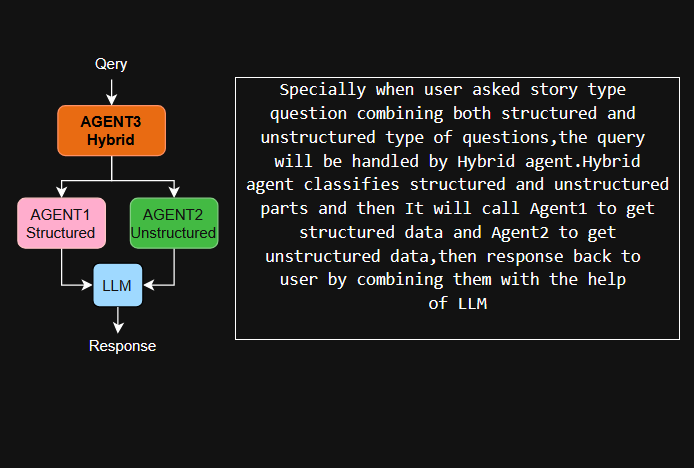 Qery
AGENT3
Hybrid
AGENT1
Structured
AGENT2
Unstructured
LLM
Response
Specially when user asked story type
question combining both structured and
unstructured type of questions,the query
will be handled by Hybrid agent.Hybrid
agent classifies structured and unstructured
parts and then It will call Agent1 to get
structured data and Agent2 to get
unstructured data,then response back to
user by combining them with the help
of LLM